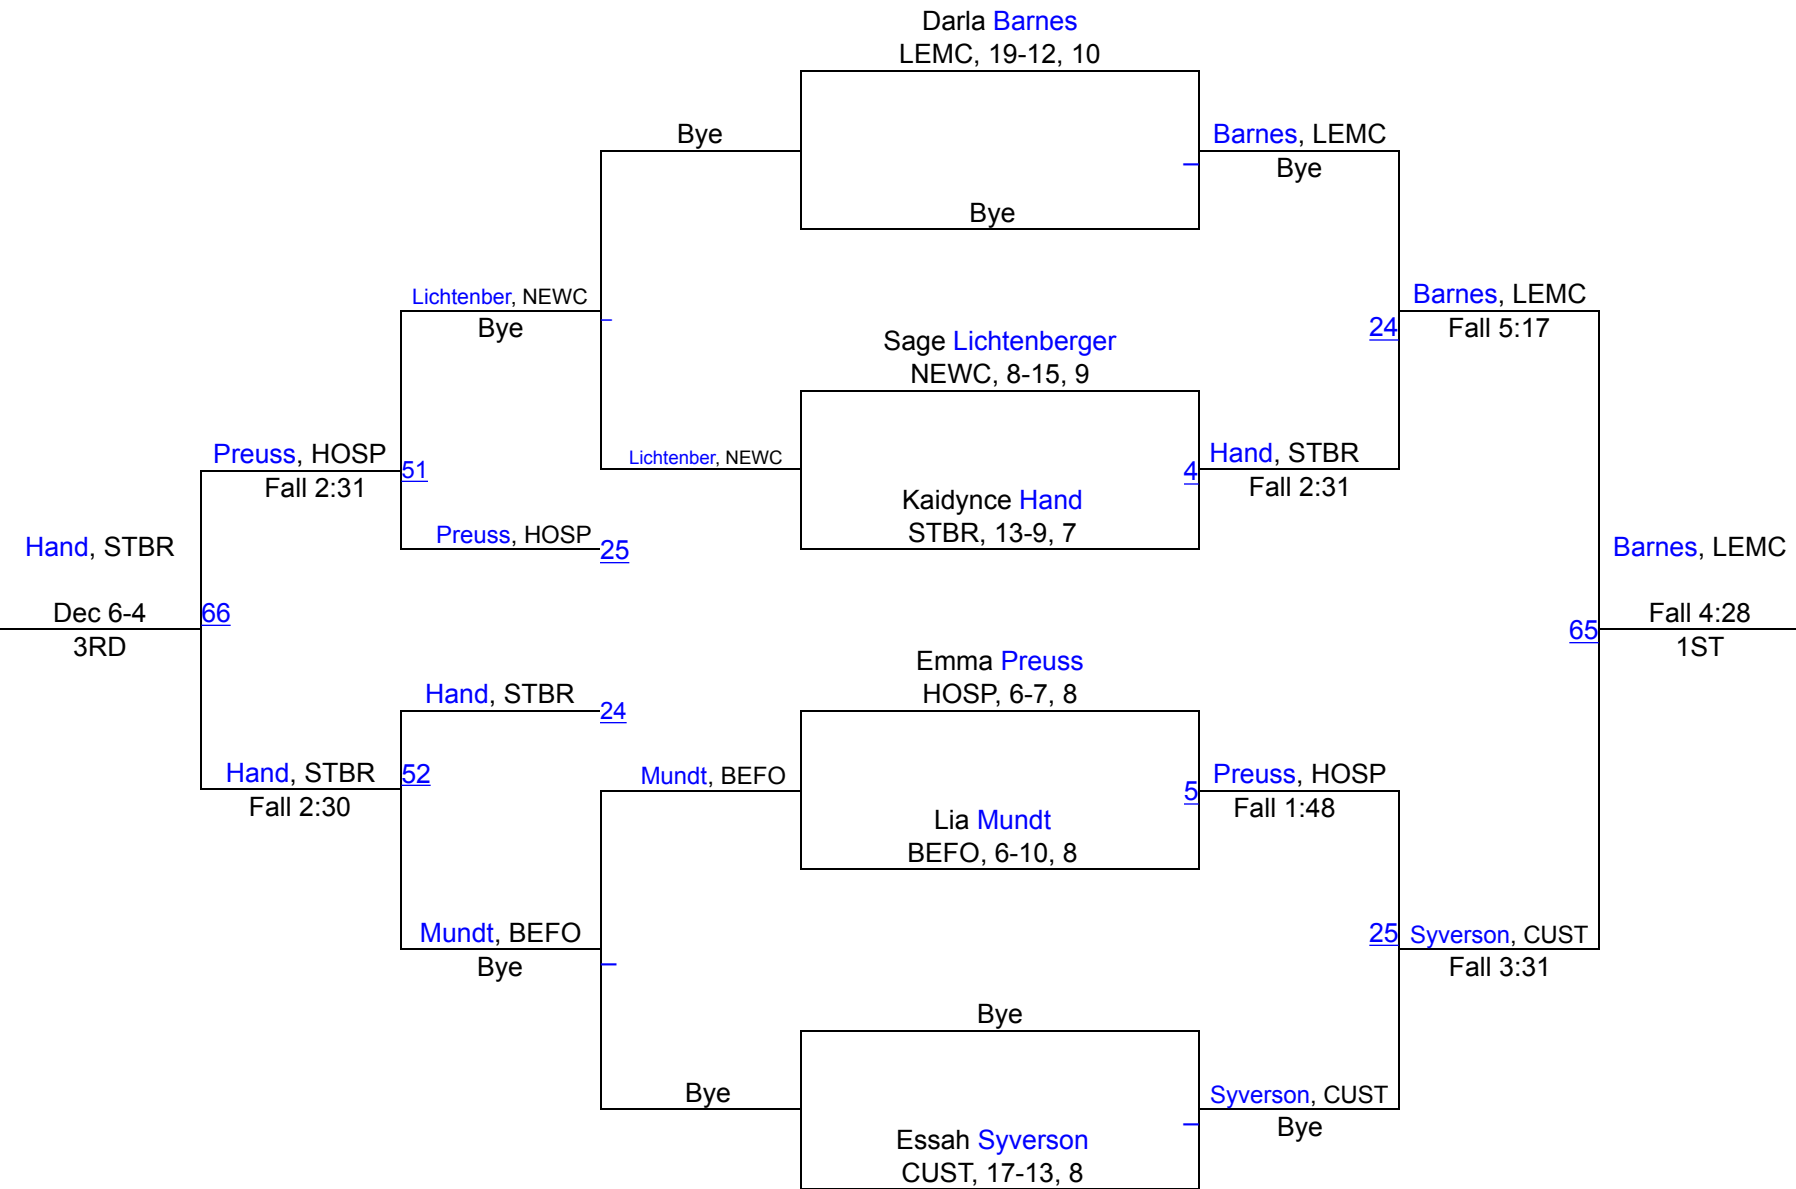 Darla Barnes
LEMC, 19-12, 10
Bye
Barnes, LEMC
Bye
Bye
Lichtenber, NEWC
Bye
Barnes, LEMC
24
Fall 5:17
Sage Lichtenberger
NEWC, 8-15, 9
Preuss, HOSP
51
Fall 2:31
Lichtenber, NEWC
4
Hand, STBR
Fall 2:31
Kaidynce Hand
STBR, 13-9, 7
Preuss, HOSP
25
Hand, STBR
Dec 6-4
66
3RD
Barnes, LEMC
Fall 4:28
65
1ST
Emma Preuss
HOSP, 6-7, 8
Hand, STBR
24
Hand, STBR
52
Fall 2:30
Mundt, BEFO
5
Preuss, HOSP
Fall 1:48
Lia Mundt
BEFO, 6-10, 8
Mundt, BEFO
Bye
25
Syverson, CUST
Fall 3:31
Bye
Bye
Syverson, CUST
Bye
Essah Syverson
CUST, 17-13, 8